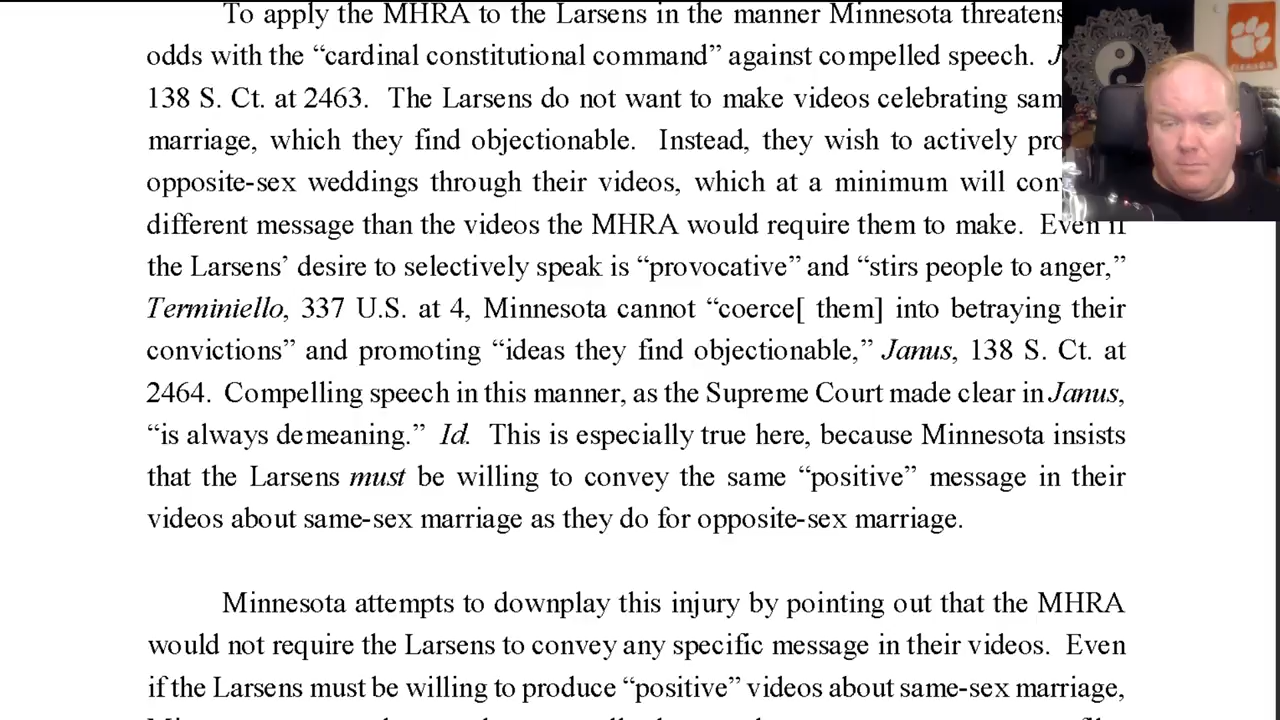 To apply the MHRA to the Larsens in the manner Minnesota threatens
odds with the “cardinal constitutional command” against compelled speech. J
138 S. Ct. at 2463. The Larsens do not want to make videos celebrating sam
marriage, which they find objectionable. Instead, they wish to actively pro
opposite-sex weddings through their videos, which at a minimum will con
different message than the videos the MHRA would require them to make. Even if
the Larsens’ desire to selectively speak is “provocative” and “stirs people to anger,”
Terminiello, 337 U.S. at 4, Minnesota cannot “coerce[ them] into betraying their
convictions” and promoting “ideas they find objectionable,” Janus, 138 S. Ct. at
2464. Compelling speech in this manner, as the Supreme Court made clear in Janus,
“is always demeaning.” Id. This is especially true here, because Minnesota insists
that the Larsens must be willing to convey the same “positive” message in their
videos about same-sex marriage as they do for opposite-sex marriage.
Minnesota attempts to downplay this injury by pointing out that the MHRA
would not require the Larsens to convey any specific message in their videos. Even
if the Larsens must be willing to produce “positive” videos about same-sex marriage,